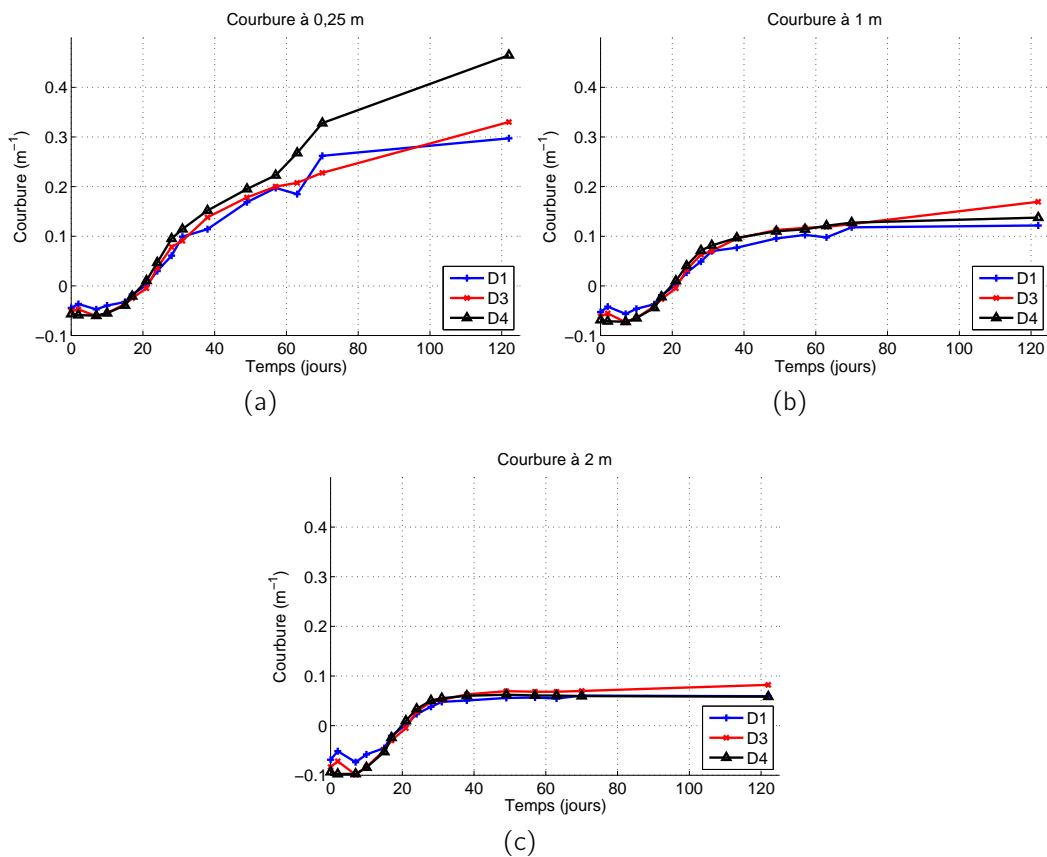 Courbure à 0,25 m
Courbure (m⁻¹)
0.4
0.3
0.2
0.1
0
−0.1
0
20
40
60
80
100
120
Temps (jours)
D1
D3
D4
(a)
Courbure à 1 m
Courbure (m⁻¹)
0.4
0.3
0.2
0.1
0
−0.1
0
20
40
60
80
100
120
Temps (jours)
D1
D3
D4
(b)
Courbure à 2 m
Courbure (m⁻¹)
0.4
0.3
0.2
0.1
0
−0.1
0
20
40
60
80
100
120
Temps (jours)
D1
D3
D4
(c)